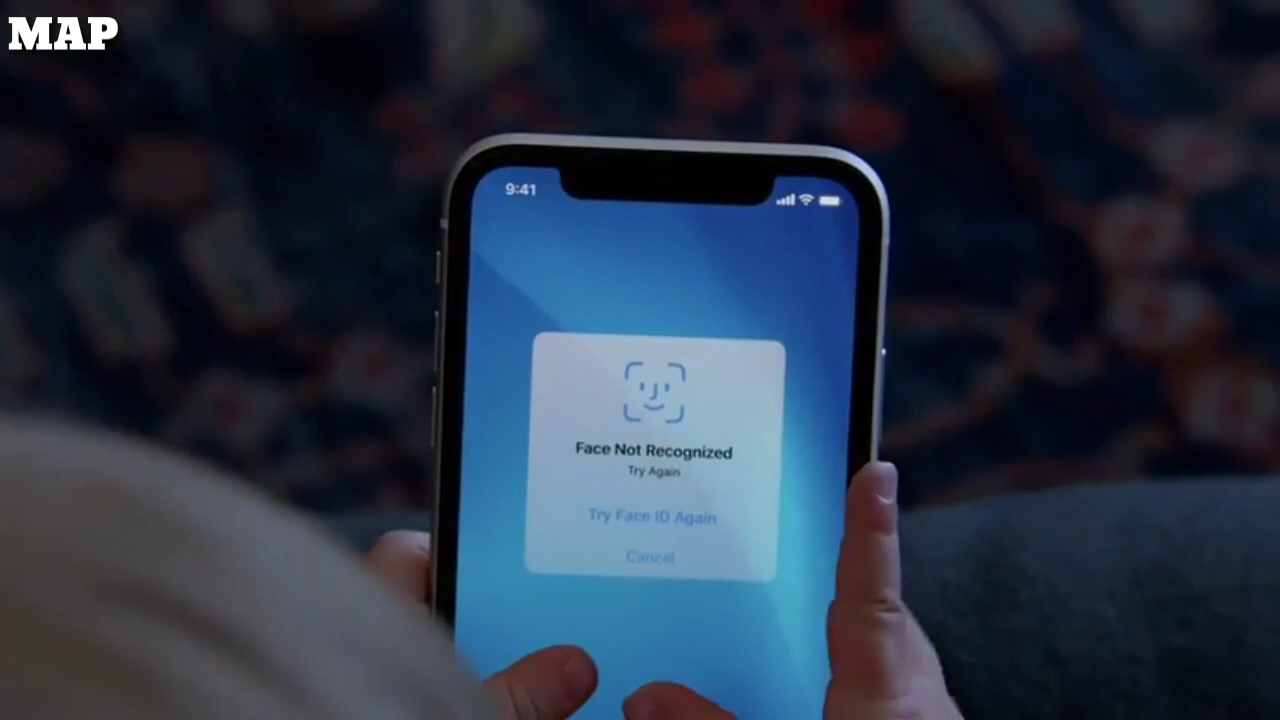 MAP
9:41
Face Not Recognized
Try Again
Try Face ID Again
Cancel